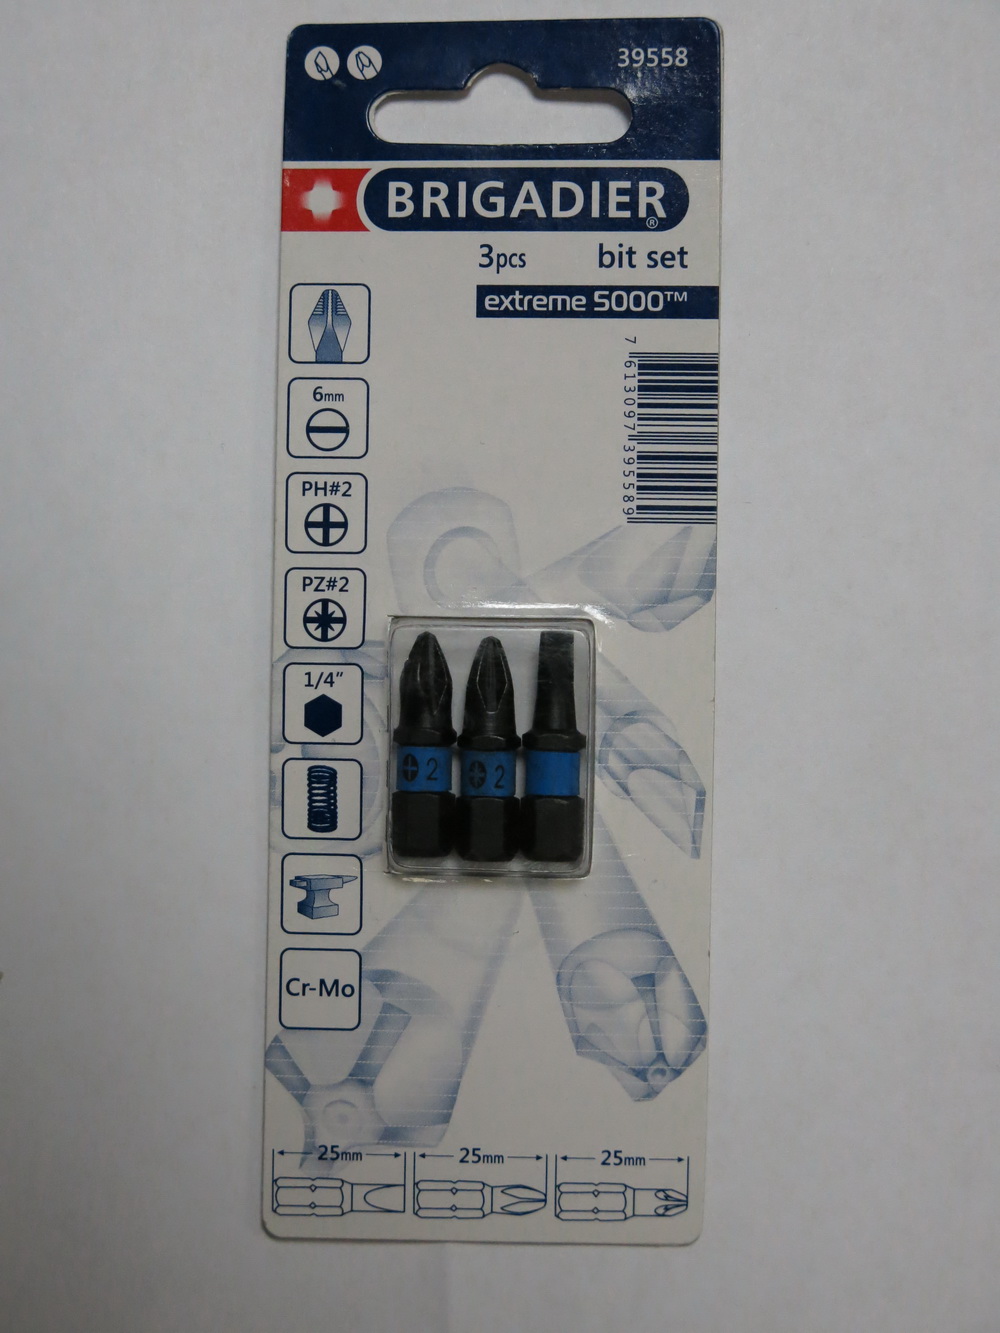 39558
BRIGADIER®
3pcs bit set
extreme 5000™
7 613097 395589
6mm
PH#2
PZ#2
1/4"
2 2
Cr-Mo
25mm 25mm 25mm